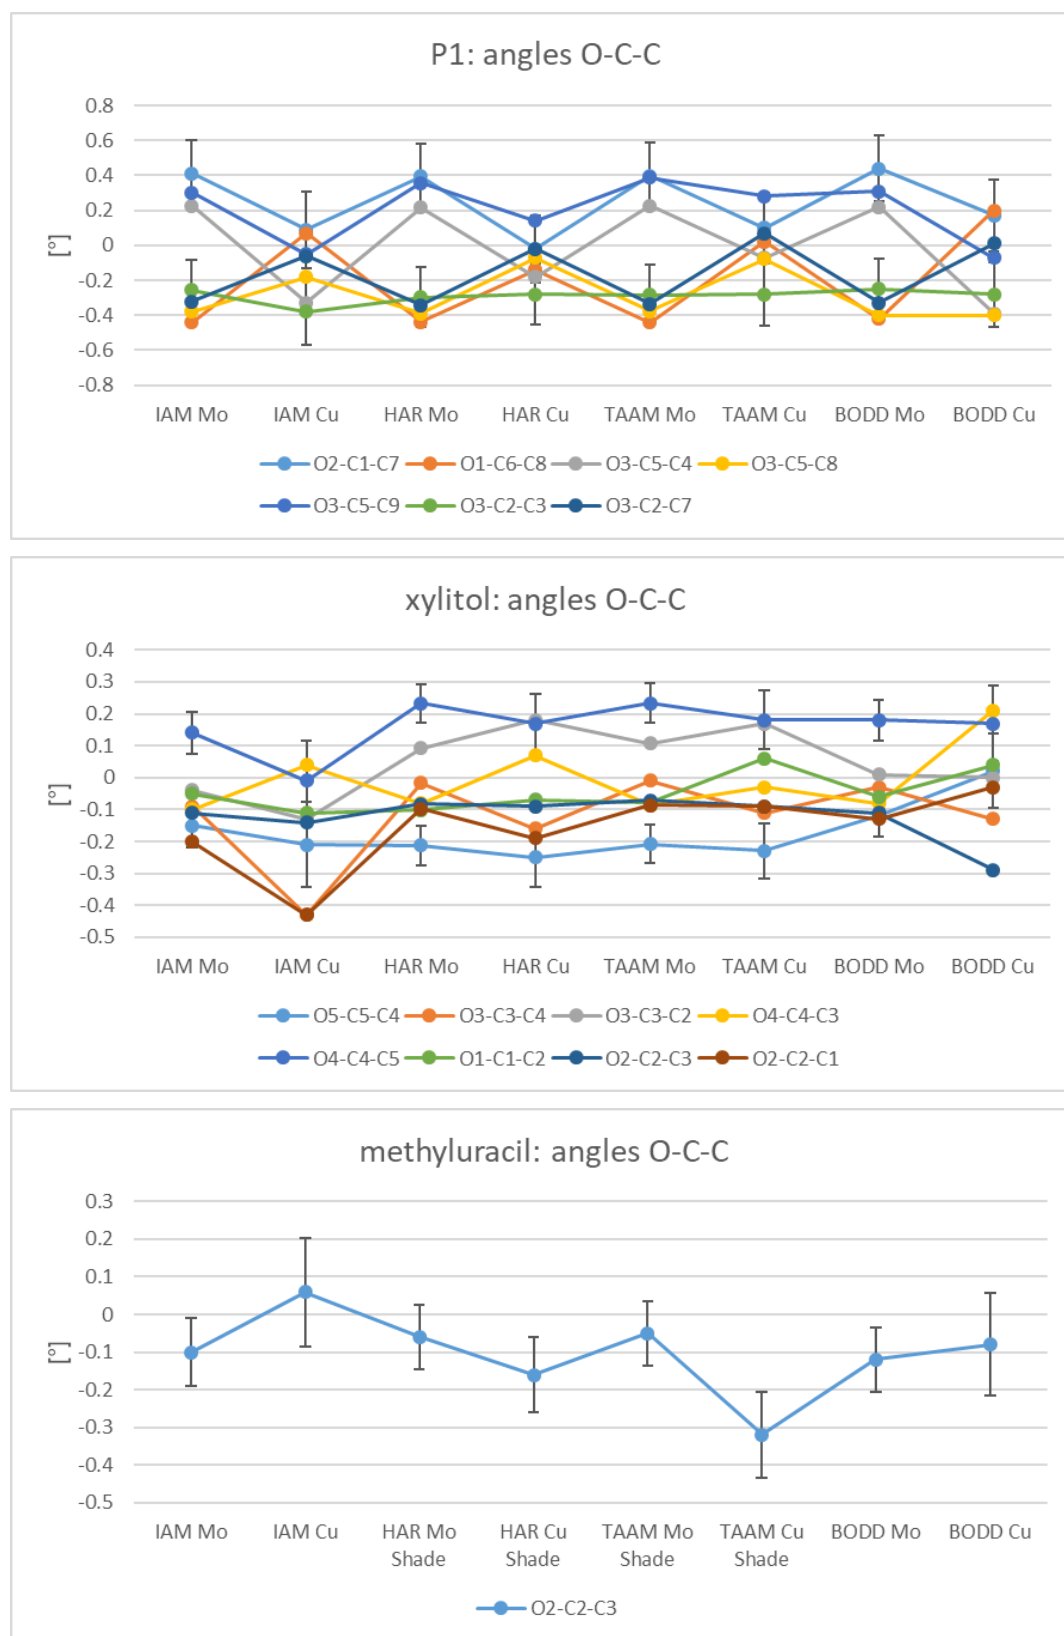 P1: angles O-C-C
0.8
0.6
0.4
0.2
0
-0.2
-0.4
-0.6
-0.8
[°]
IAM Mo IAM Cu HAR Mo HAR Cu TAAM Mo TAAM Cu BODD Mo BODD Cu
O2-C1-C7 O1-C6-C8 O3-C5-C4 O3-C5-C8
O3-C5-C9 O3-C2-C3 O3-C2-C7
xylitol: angles O-C-C
0.4
0.3
0.2
0.1
0
-0.1
-0.2
-0.3
-0.4
-0.5
[°]
IAM Mo IAM Cu HAR Mo HAR Cu TAAM Mo TAAM Cu BODD Mo BODD Cu
O5-C5-C4 O3-C3-C4 O3-C3-C2 O4-C4-C3
O4-C4-C5 O1-C1-C2 O2-C2-C3 O2-C2-C1
methyluracil: angles O-C-C
0.3
0.2
0.1
0
-0.1
-0.2
-0.3
-0.4
-0.5
[°]
IAM Mo IAM Cu HAR Mo HAR Cu TAAM Mo TAAM Cu BODD Mo BODD Cu
Shade Shade Shade Shade
O2-C2-C3